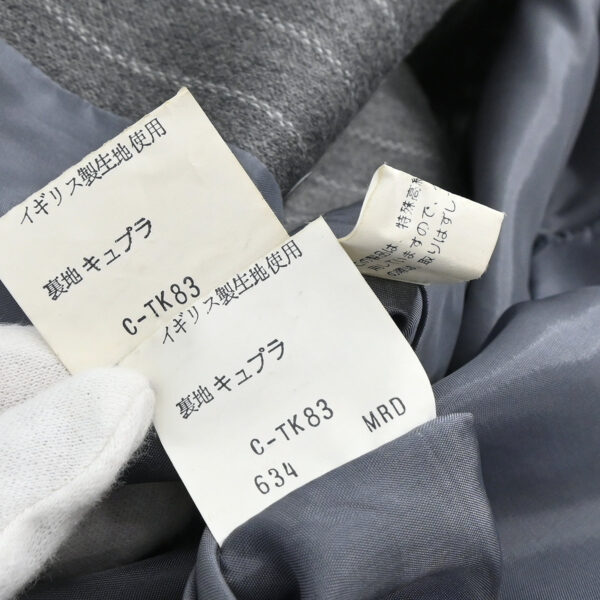 イギリス製生地使用
裏地 キュプラ
C-TK83
イギリス製生地使用
裏地 キュプラ
C-TK83 MRD
634
特殊高
すので、
取りはずし